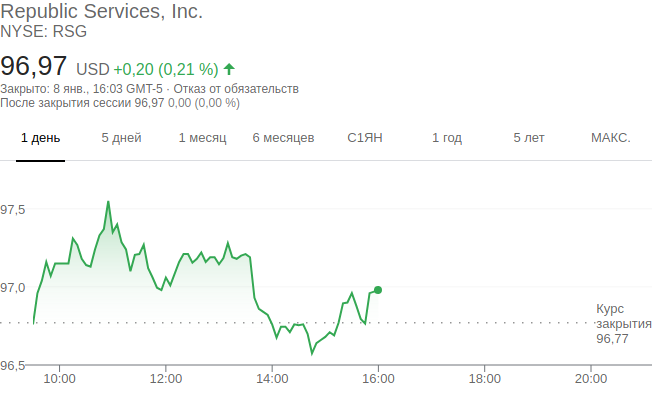 Republic Services, Inc.
NYSE: RSG
96,97 USD +0,20 (0,21 %)
Закрыто: 8 янв., 16:03 GMT-5 · Отказ от обязательств
После закрытия сессии 96,97 0,00 (0,00 %)
1 день 5 дней 1 месяц 6 месяцев С1ЯН 1 год 5 лет МАКС.
97,5
97,0
Курс
закрытия
96,77
96,5
10:00 12:00 14:00 16:00 18:00 20:00